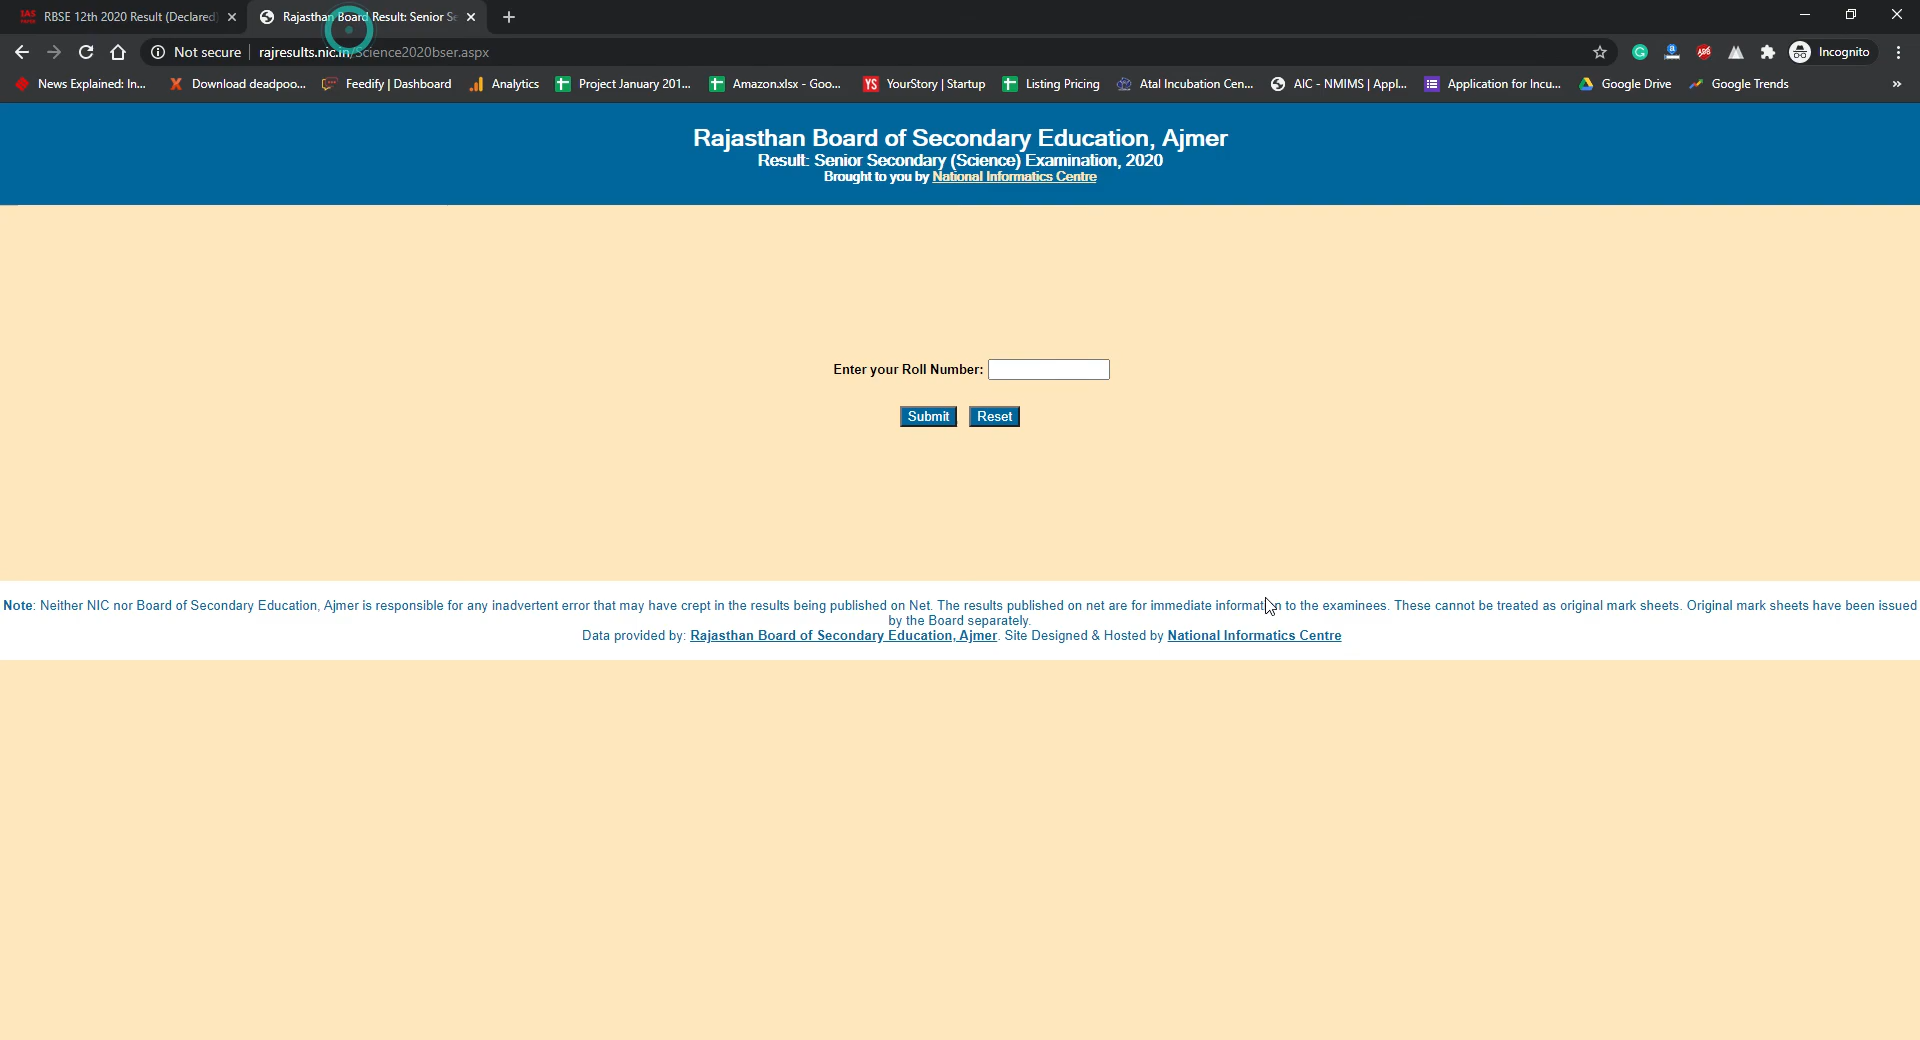 RBSE 12th 2020 Result (Declared)
Rajasthan Board Result: Senior Se
Not secure
rajresults.nic.in/Science2020bser.aspx
Incognito
News Explained: In...
Download deadpoo...
Feedify | Dashboard
Analytics
Project January 201...
Amazon.xlsx - Goo...
YS
YourStory | Startup
Listing Pricing
Atal Incubation Cen...
AIC - NMIMS | Appl...
Application for Incu...
Google Drive
Google Trends
»
Rajasthan Board of Secondary Education, Ajmer
Result: Senior Secondary (Science) Examination, 2020
Brought to you by National Informatics Centre
Enter your Roll Number:
Submit
Reset
Note: Neither NIC nor Board of Secondary Education, Ajmer is responsible for any inadvertent error that may have crept in the results being published on Net. The results published on net are for immediate information to the examinees. These cannot be treated as original mark sheets. Original mark sheets have been issued
by the Board separately.
Data provided by: Rajasthan Board of Secondary Education, Ajmer. Site Designed & Hosted by National Informatics Centre